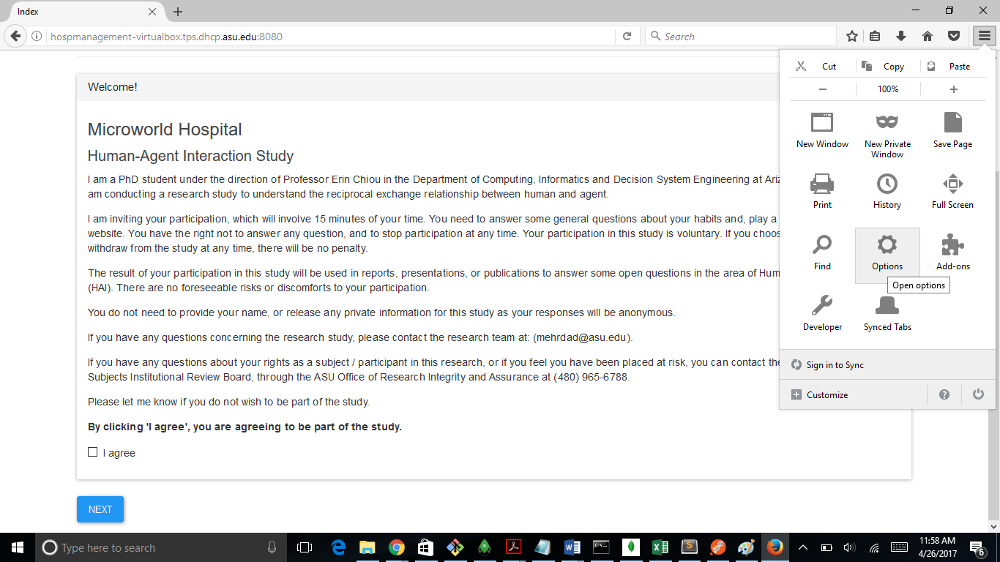 Index
hospmanagement-virtualbox.tps.dhcp.asu.edu:8080
Search
Welcome!
Microworld Hospital
Human-Agent Interaction Study
I am a PhD student under the direction of Professor Erin Chiou in the Department of Computing, Informatics and Decision System Engineering at Ariz
am conducting a research study to understand the reciprocal exchange relationship between human and agent.
I am inviting your participation, which will involve 15 minutes of your time. You need to answer some general questions about your habits and, play a
website. You have the right not to answer any question, and to stop participation at any time. Your participation in this study is voluntary. If you choos
withdraw from the study at any time, there will be no penalty.
The result of your participation in this study will be used in reports, presentations, or publications to answer some open questions in the area of Hum
(HAI). There are no foreseeable risks or discomforts to your participation.
You do not need to provide your name, or release any private information for this study as your responses will be anonymous.
If you have any questions concerning the research study, please contact the research team at: (mehrdad@asu.edu).
If you have any questions about your rights as a subject / participant in this research, or if you feel you have been placed at risk, you can contact the
Subjects Institutional Review Board, through the ASU Office of Research Integrity and Assurance at (480) 965-6788.
Please let me know if you do not wish to be part of the study.
By clicking 'I agree', you are agreeing to be part of the study.
I agree
NEXT
Cut Copy Paste
100%
New Window
New Private
Window
Save Page
Print History Full Screen
Find Options Add-ons
Open options
Developer Synced Tabs
Sign in to Sync
Customize
Type here to search
11:58 AM
4/26/2017
6